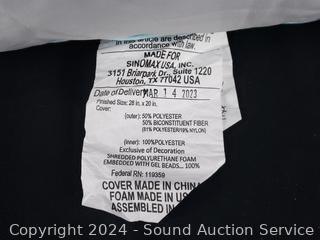 in this article are described in
accordance with law.
MADE FOR
SINOMAX USA, INC.
3151 Briarpark Dr., Suite 1220
Houston, TX 77042 USA
Date of Delivery MAR 14 2023
Finished Size: 28 in. x 20 in.
Cover:
(outer): 50% POLYESTER
50% BICONSTITUENT FIBER
(81% POLYESTER/19% NYLON)
(inner): 100% POLYESTER
Exclusive of Decoration
SHREDDED POLYURETHANE FOAM
EMBEDDED WITH GEL BEADS... 100%
Federal RN: 119359
COVER MADE IN CHINA
FOAM MADE IN US
ASSEMBLED IN
Copyright © 2024 - Sound Auction Service